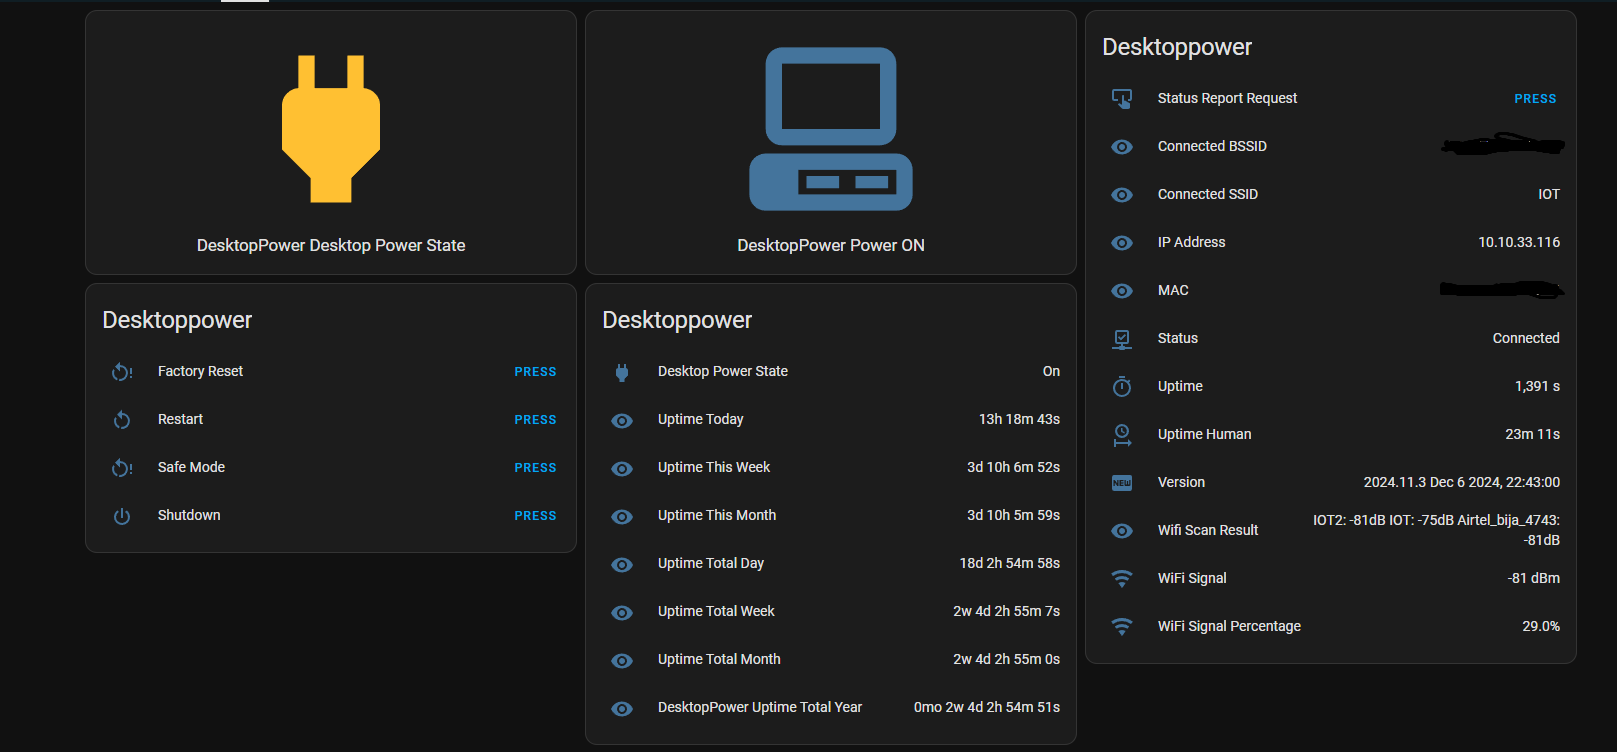 DesktopPower Desktop Power State
DesktopPower Power ON
Desktoppower
Factory Reset PRESS
Restart PRESS
Safe Mode PRESS
Shutdown PRESS
Desktoppower
Desktop Power State On
Uptime Today 13h 18m 43s
Uptime This Week 3d 10h 6m 52s
Uptime This Month 3d 10h 5m 59s
Uptime Total Day 18d 2h 54m 58s
Uptime Total Week 2w 4d 2h 55m 7s
Uptime Total Month 2w 4d 2h 55m 0s
DesktopPower Uptime Total Year 0mo 2w 4d 2h 54m 51s
Desktoppower
Status Report Request PRESS
Connected BSSID
Connected SSID IOT
IP Address 10.10.33.116
MAC
Status Connected
Uptime 1,391 s
Uptime Human 23m 11s
NEW Version 2024.11.3 Dec 6 2024, 22:43:00
Wifi Scan Result IOT2: -81dB IOT: -75dB Airtel_bija_4743:
-81dB
WiFi Signal -81 dBm
WiFi Signal Percentage 29.0%